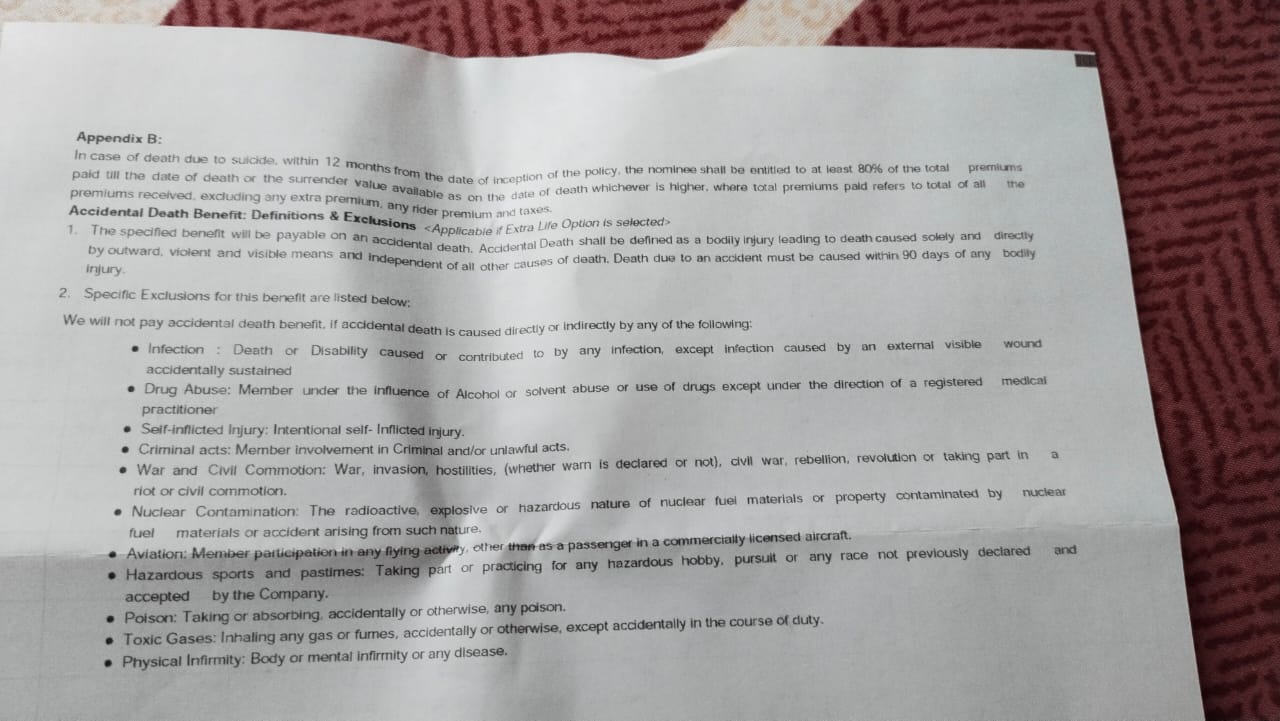 Appendix B:
In case of death due to suicide, within 12 months from the date of inception of the policy, the nominee shall be entitled to at least 80% of the total premiums
paid till the date of death or the surrender value available as on the date of death whichever is higher, where total premiums paid refers to total of all the
premiums received, excluding any extra premium, any rider premium and taxes.
Accidental Death Benefit: Definitions & Exclusions <Applicable if Extra Life Option is selected>
1. The specified benefit will be payable on an accidental death. Accidental Death shall be defined as a bodily injury leading to death caused solely and directly
by outward, violent and visible means and independent of all other causes of death. Death due to an accident must be caused within 90 days of any bodily
injury.
2. Specific Exclusions for this benefit are listed below:
We will not pay accidental death benefit, if accidental death is caused directly or indirectly by any of the following:
• Infection : Death or Disability caused or contributed to by any infection, except infection caused by an external visible wound
accidentally sustained
• Drug Abuse: Member under the influence of Alcohol or solvent abuse or use of drugs except under the direction of a registered medical
practitioner
• Self-inflicted Injury: Intentional self- Inflicted injury.
• Criminal acts: Member involvement in Criminal and/or unlawful acts.
• War and Civil Commotion: War, invasion, hostilities, (whether warn is declared or not), civil war, rebellion, revolution or taking part in a
riot or civil commotion.
• Nuclear Contamination: The radioactive, explosive or hazardous nature of nuclear fuel materials or property contaminated by nuclear
fuel materials or accident arising from such nature.
• Aviation: Member participation in any flying activity, other than as a passenger in a commercially licensed aircraft.
• Hazardous sports and pastimes: Taking part or practicing for any hazardous hobby, pursuit or any race not previously declared and
accepted by the Company.
• Poison: Taking or absorbing, accidentally or otherwise, any poison.
• Toxic Gases: Inhaling any gas or fumes, accidentally or otherwise, except accidentally in the course of duty.
• Physical Infirmity: Body or mental infirmity or any disease.